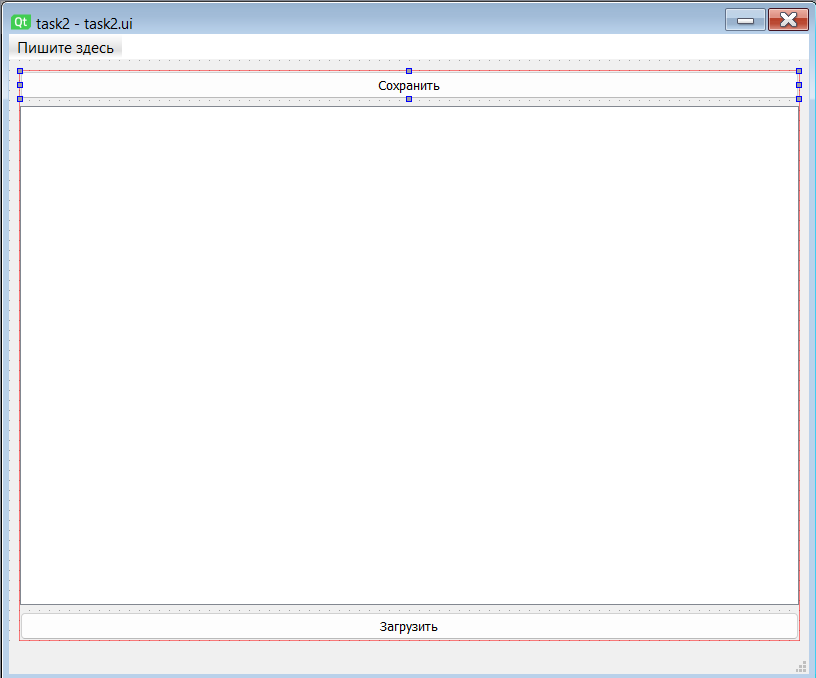 Qt task2 - task2.ui
Пишите здесь
Сохранить
Загрузить